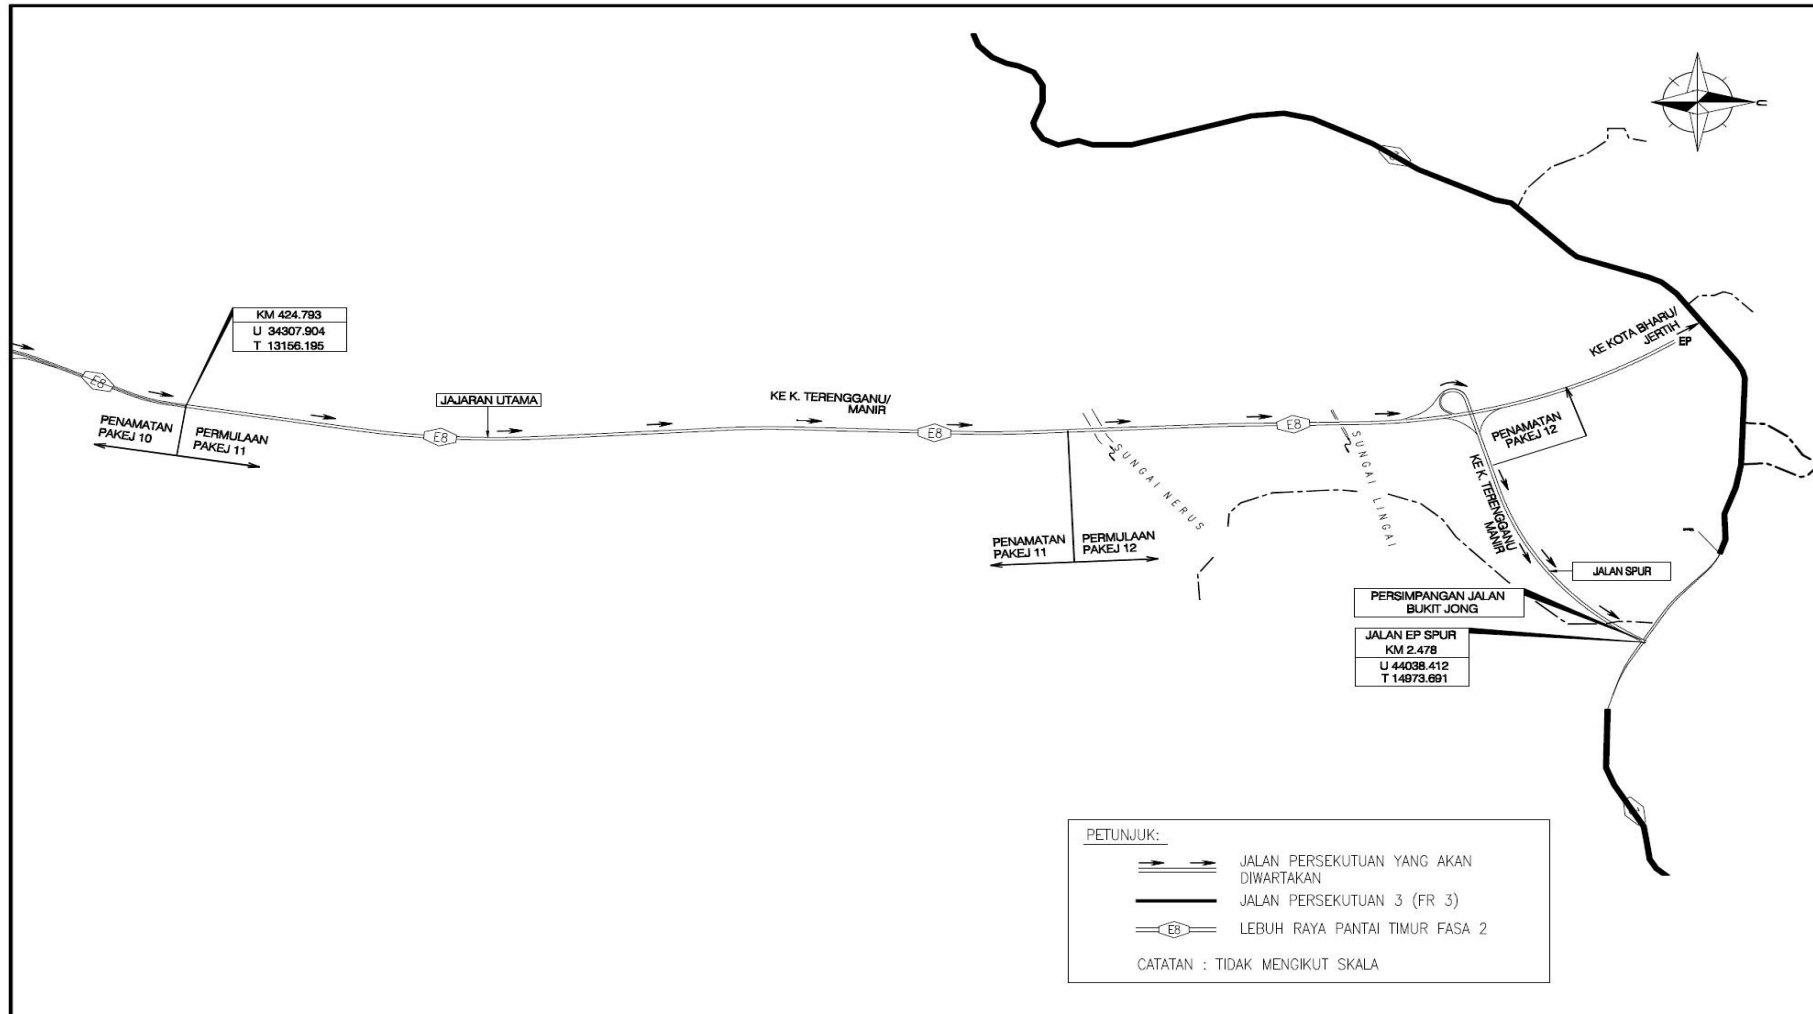 U
KM 424.793
U 34307.904
T 13156.195
E8
PENAMATAN
PAKEJ 10
PERMULAAN
PAKEJ 11
JAJARAN UTAMA
E8
KE K. TERENGGANU/
MANIR
E8
PENAMATAN
PAKEJ 11
PERMULAAN
PAKEJ 12
SUNGAI NERUS
E8
SUNGAI LINGAI
KE KOTA BHARU/
JERTIH
EP
PENAMATAN
PAKEJ 12
KE K. TERENGGANU
MANIR
JALAN SPUR
PERSIMPANGAN JALAN
BUKIT JONG
JALAN EP SPUR
KM 2.478
U 44038.412
T 14973.691
PETUNJUK:
JALAN PERSEKUTUAN YANG AKAN
DIWARTAKAN
JALAN PERSEKUTUAN 3 (FR 3)
E8
LEBUH RAYA PANTAI TIMUR FASA 2
CATATAN : TIDAK MENGIKUT SKALA